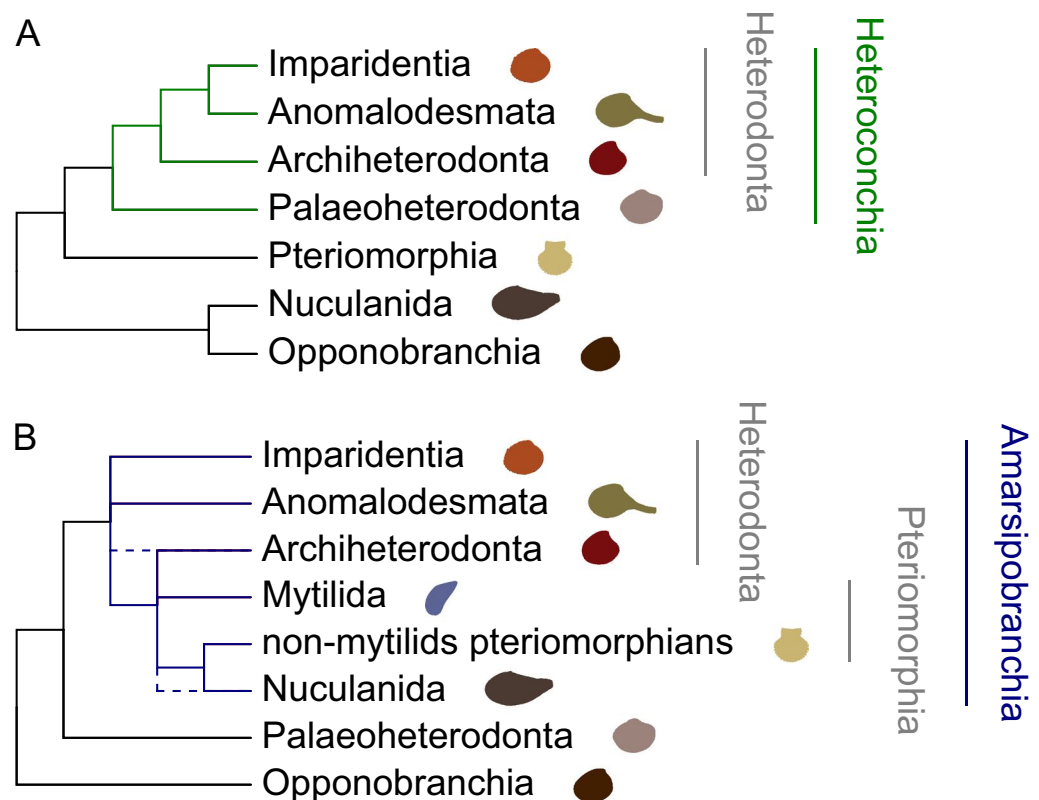 A
Imparidentia
Anomalodesmata
Archiheterodonta
Palaeoheterodonta
Pteriomorphia
Nuculanida
Opponobranchia
Heterodonta
Heteroconchia
B
Imparidentia
Anomalodesmata
Archiheterodonta
Mytilida
non-mytilids pteriomorphians
Nuculanida
Palaeoheterodonta
Opponobranchia
Heterodonta
Pteriomorphia
Amarsipobranchia